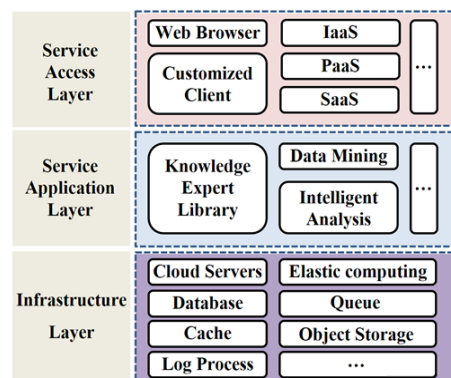 Service
Access
Layer
Web Browser
Customized
Client
IaaS
PaaS
SaaS
...
Service
Application
Layer
Knowledge
Expert
Library
Data Mining
Intelligent
Analysis
...
Infrastructure
Layer
Cloud Servers
Elastic computing
Database
Queue
Cache
Object Storage
Log Process
...